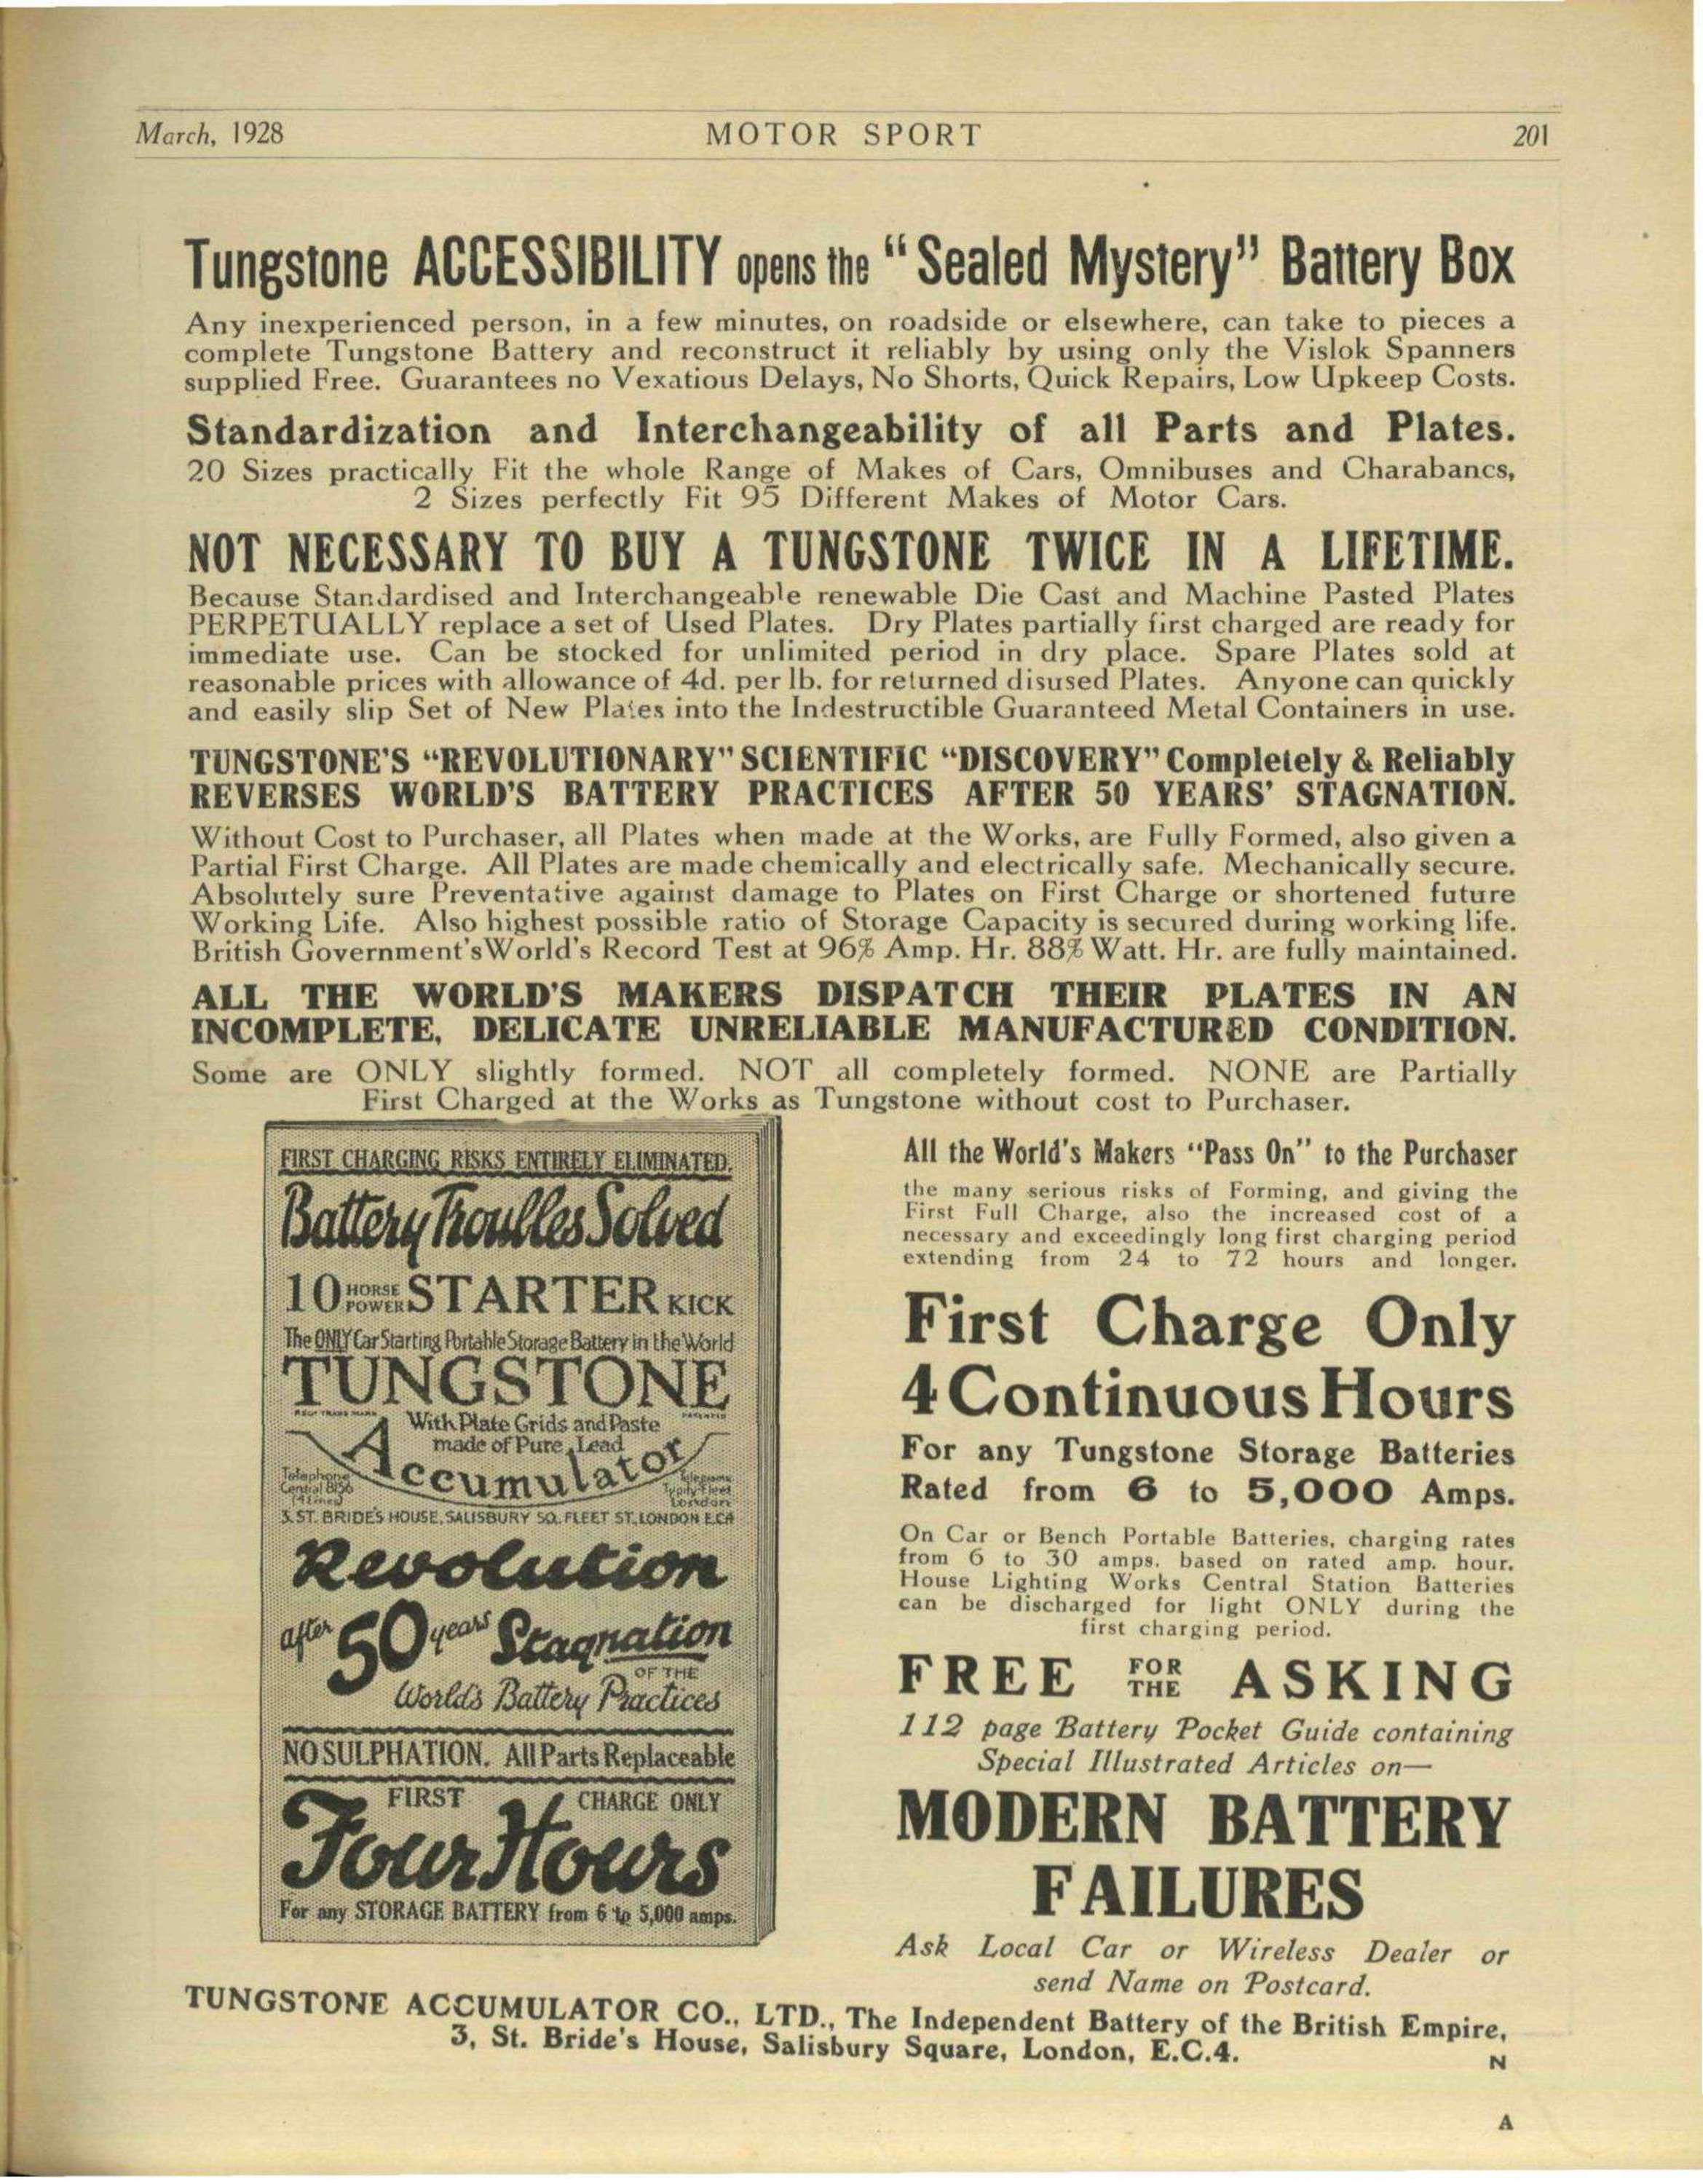 March, 1928 MOTOR SPORT 201
Tungstone ACCESSIBILITY opens the "Sealed Mystery" Battery Box
Any inexperienced person, in a few minutes, on roadside or elsewhere, can take to pieces a
complete Tungstone Battery and reconstruct it reliably by using only the Vislok Spanners
supplied Free. Guarantees no Vexatious Delays, No Shorts, Quick Repairs, Low Upkeep Costs.
Standardization and Interchangeability of all Parts and Plates.
20 Sizes practically Fit the whole Range of Makes of Cars, Omnibuses and Charabancs,
2 Sizes perfectly Fit 95 Different Makes of Motor Cars.
NOT NECESSARY TO BUY A TUNGSTONE TWICE IN A LIFETIME.
Because Standardised and Interchangeable renewable Die Cast and Machine Pasted Plates
PERPETUALLY replace a set of Used Plates. Dry Plates partially first charged are ready for
immediate use. Can be stocked for unlimited period in dry place. Spare Plates sold at
reasonable prices with allowance of 4d. per lb. for returned disused Plates. Anyone can quickly
and easily slip Set of New Plates into the Indestructible Guaranteed Metal Containers in use.
TUNGSTONE'S "REVOLUTIONARY" SCIENTIFIC "DISCOVERY" Completely & Reliably
REVERSES WORLD'S BATTERY PRACTICES AFTER 50 YEARS' STAGNATION.
Without Cost to Purchaser, all Plates when made at the Works, are Fully Formed, also given a
Partial First Charge. All Plates are made chemically and electrically safe. Mechanically secure.
Absolutely sure Preventative against damage to Plates on First Charge or shortened future
Working Life. Also highest possible ratio of Storage Capacity is secured during working life.
British Government's World's Record Test at 96% Amp. Hr. 88% Watt. Hr. are fully maintained.
ALL THE WORLD'S MAKERS DISPATCH THEIR PLATES IN AN
INCOMPLETE, DELICATE UNRELIABLE MANUFACTURED CONDITION.
Some are ONLY slightly formed. NOT all completely formed. NONE are Partially
First Charged at the Works as Tungstone without cost to Purchaser.
FIRST CHARGING RISKS ENTIRELY ELIMINATED.
Battery Troubles Solved
10 HORSE POWER STARTER KICK
The ONLY Car Starting Portable Storage Battery in the World
TUNGSTONE
With Plate Grids and Paste
made of Pure Lead
Accumulator
Telephone
Central 8156
London
3, ST. BRIDE'S HOUSE, SALISBURY SQ. FLEET ST. LONDON E.C.4
Revolution
after 50 years Stagnation
OF THE
World's Battery Practices
NO SULPHATION. All Parts Replaceable
FIRST CHARGE ONLY
Four Hours
For any STORAGE BATTERY from 6 to 5,000 amps.
All the World's Makers "Pass On" to the Purchaser
the many serious risks of Forming, and giving the
First Full Charge, also the increased cost of a
necessary and exceedingly long first charging period
extending from 24 to 72 hours and longer.
First Charge Only
4 Continuous Hours
For any Tungstone Storage Batteries
Rated from 6 to 5,000 Amps.
On Car or Bench Portable Batteries, charging rates
from 6 to 30 amps. based on rated amp. hour.
House Lighting Works Central Station Batteries
can be discharged for light ONLY during the
first charging period.
FREE FOR THE ASKING
112 page Battery Pocket Guide containing
Special Illustrated Articles on—
MODERN BATTERY
FAILURES
Ask Local Car or Wireless Dealer or
send Name on Postcard.
TUNGSTONE ACCUMULATOR CO., LTD., The Independent Battery of the British Empire,
3, St. Bride's House, Salisbury Square, London, E.C.4.
N
A